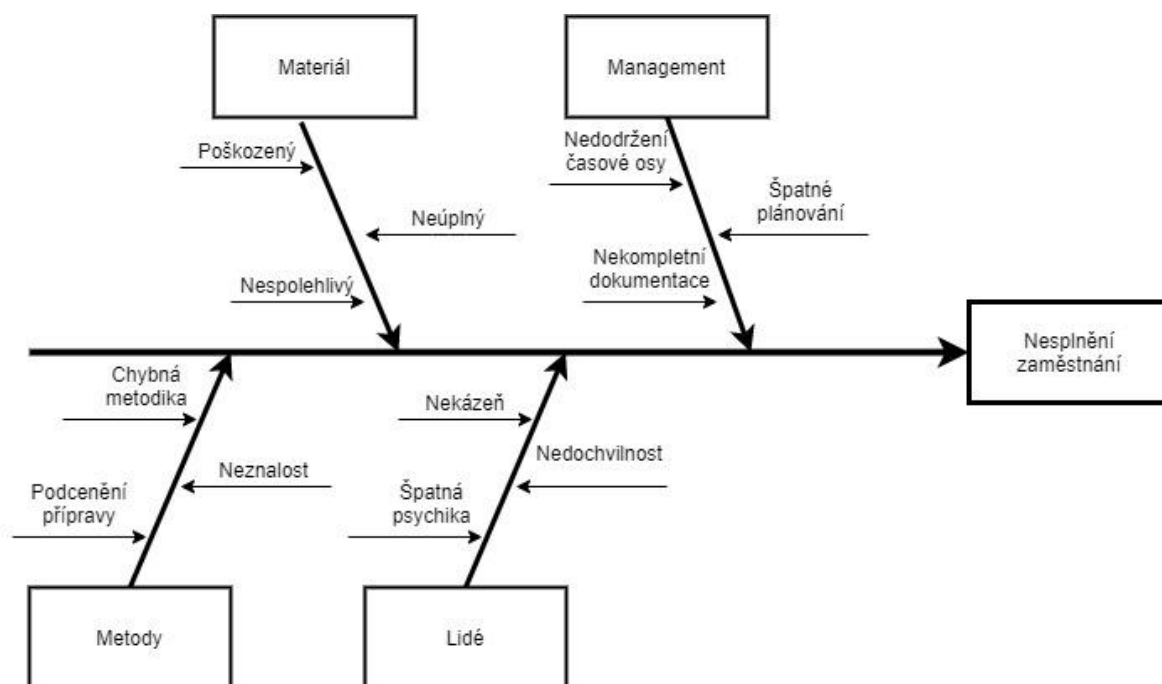 Materiál
Management
Poškozený
Neúplný
Nespolehlivý
Nedodržení
časové osy
Špatné
plánování
Nekompletní
dokumentace
Nesplnění
zaměstnání
Chybná
metodika
Neznalost
Podcenění
přípravy
Nekázeň
Nedochvilnost
Špatná
psychika
Metody
Lidé